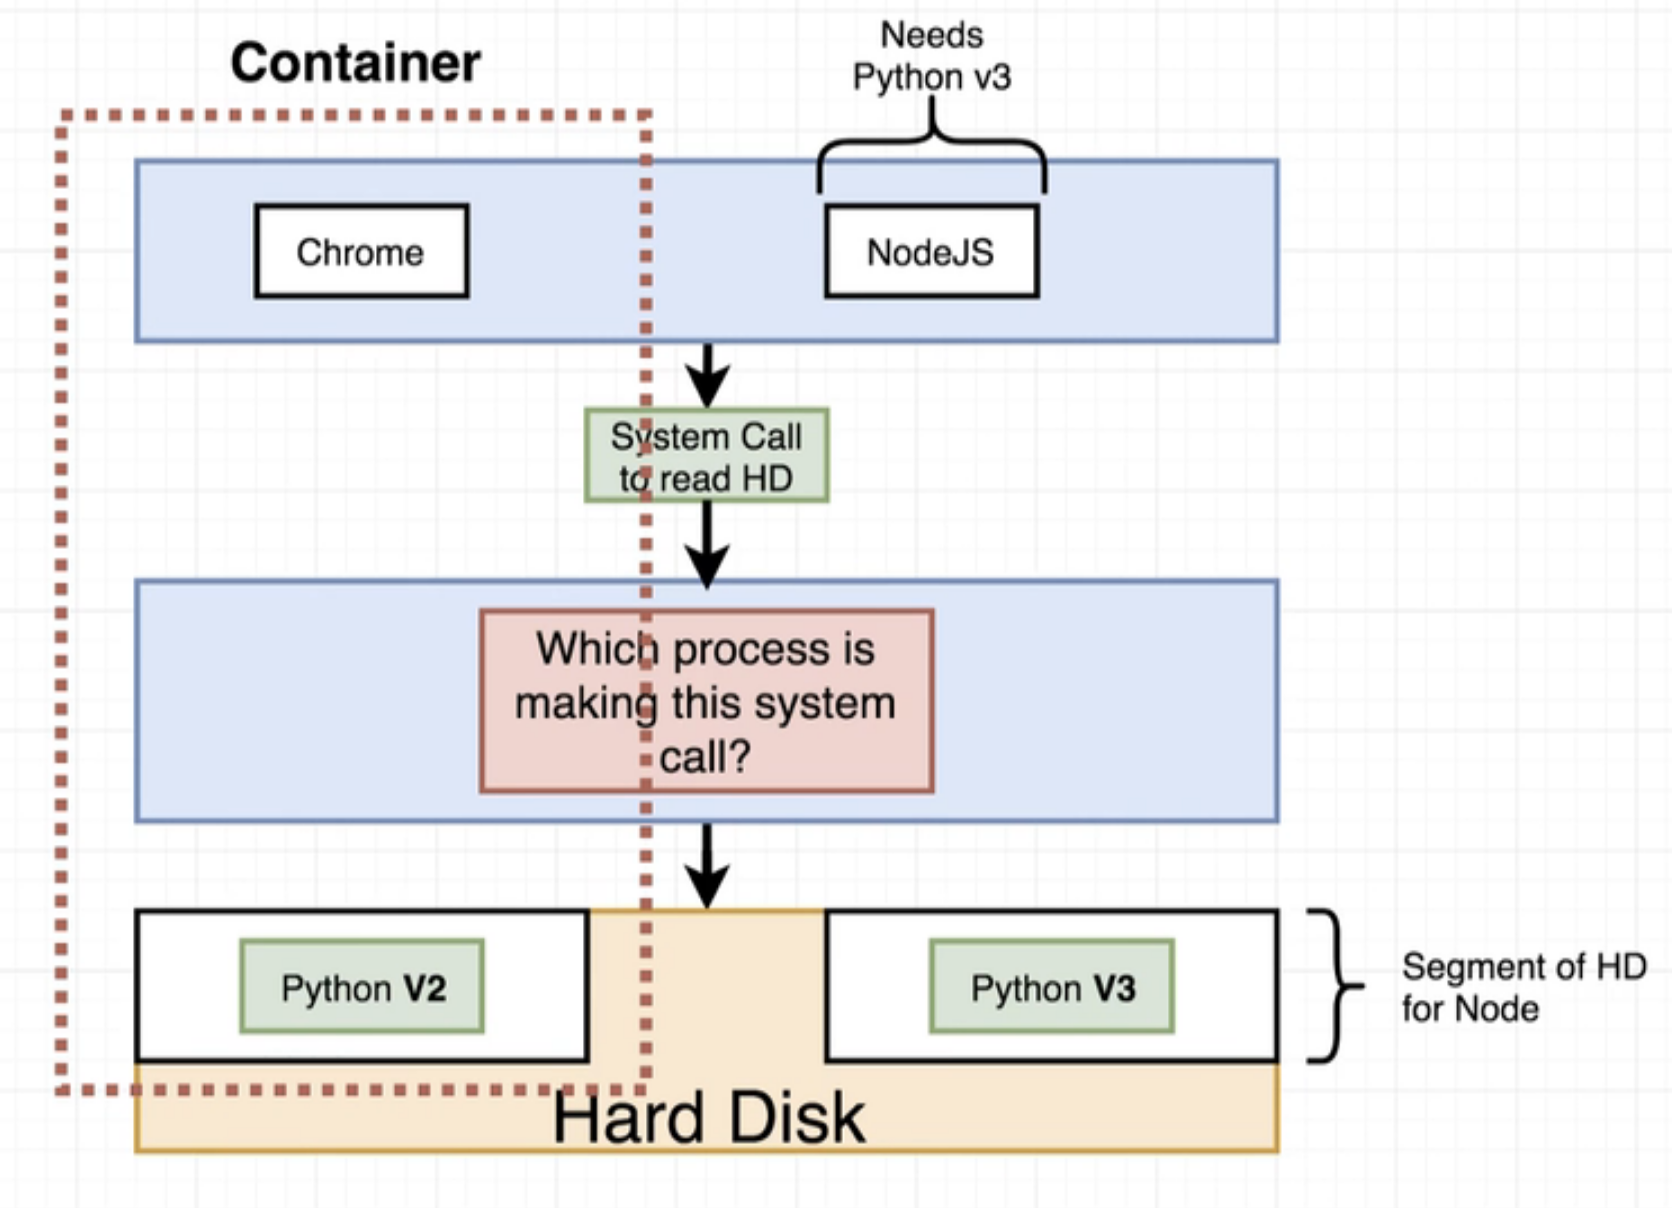 Container
Needs
Python v3
Chrome
NodeJS
System Call
to read HD
Which process is
making this system
call?
Python V2
Python V3
Segment of HD
for Node
Hard Disk